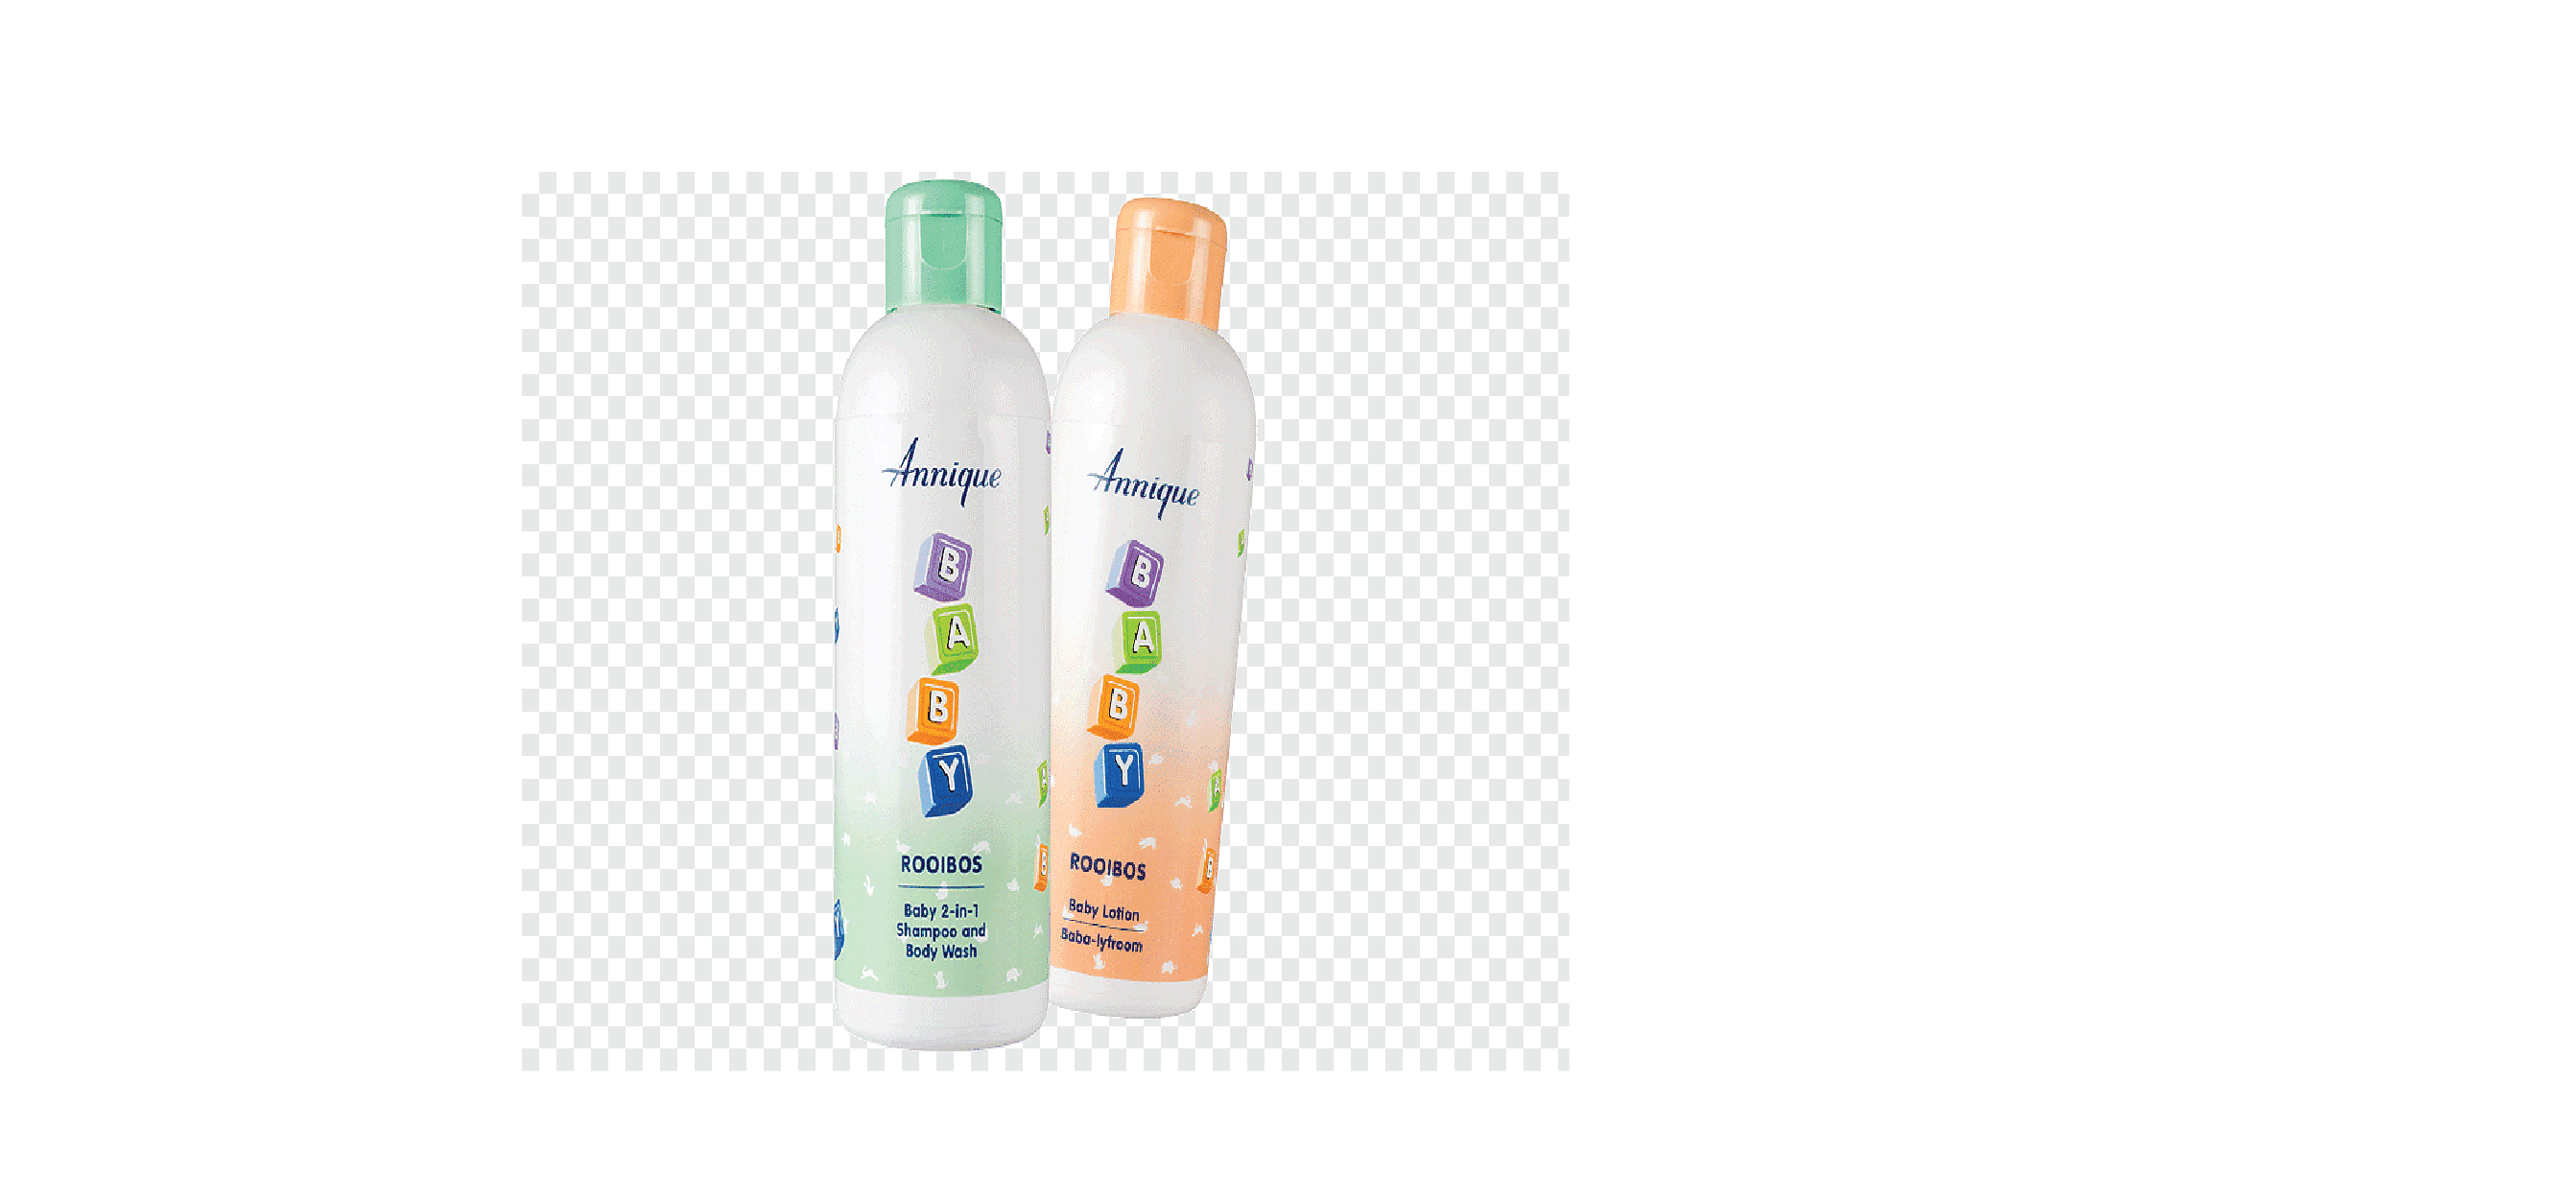 Annique
B
A
B
Y
ROOIBOS
Baby 2-in-1
Shampoo and
Body Wash
Annique
B
A
B
Y
ROOIBOS
Baby Lotion
Baba-lyfroom